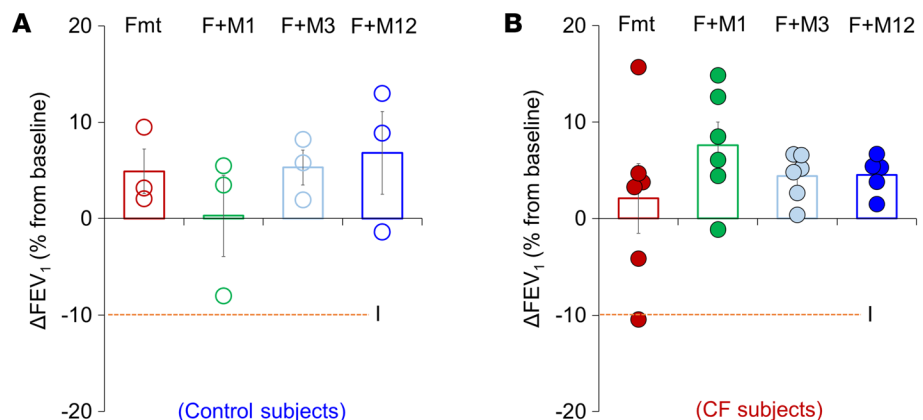 A
Fmt F+M1 F+M3 F+M12
20
10
0
-10
-20
ΔFEV1 (% from baseline)
I
(Control subjects)
B
Fmt F+M1 F+M3 F+M12
20
10
0
-10
-20
ΔFEV1 (% from baseline)
I
(CF subjects)